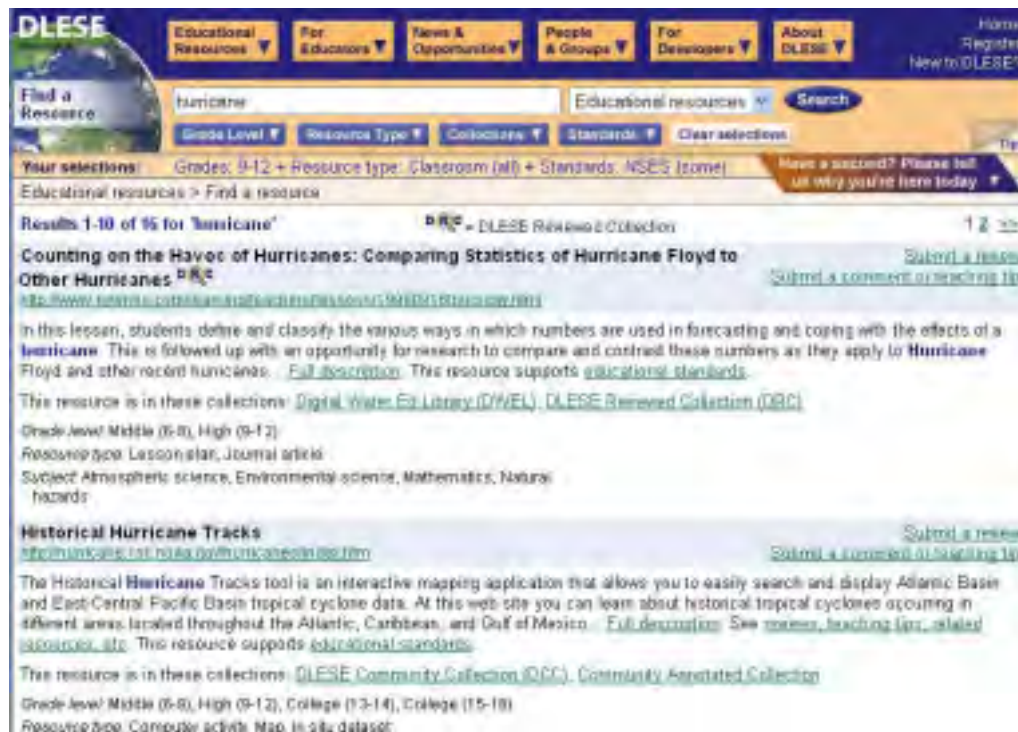 DLESE
Educational Resources
For Educators
News & Opportunities
People & Groups
For Developers
About DLESE
Home
Register
New to DLESE?
Find a Resource
hurricane
Educational resources
Search
Grade Level
Resource Type
Collections
Standards
Clear selections
Your selections: Grades: 9-12 + Resource type: Classroom (all) + Standards: NSES (some)
Have a second? Please tell
us why you're here today
Educational resources > Find a resource
Results 1-10 of 16 for 'hurricane'
DRC = DLESE Reviewed Collection
1 2 >>
Counting on the Havoc of Hurricanes: Comparing Statistics of Hurricane Floyd to
Other Hurricanes DRC
Submit a review
Submit a comment or teaching tip
In this lesson, students define and classify the various ways in which numbers are used in forecasting and coping with the effects of a
hurricane. This is followed up with an opportunity for research to compare and contrast these numbers as they apply to Hurricane
Floyd and other recent hurricanes... Full description. This resource supports educational standards.
This resource is in these collections: Digital Water Ed Library (DWEL), DLESE Reviewed Collection (DRC)
Grade level: Middle (6-8), High (9-12)
Resource type: Lesson plan, Journal article
Subject: Atmospheric science, Environmental science, Mathematics, Natural
hazards
Historical Hurricane Tracks
Submit a review
Submit a comment or teaching tip
The Historical Hurricane Tracks tool is an interactive mapping application that allows you to easily search and display Atlantic Basin
and East-Central Pacific Basin tropical cyclone data. At this web site you can learn about historical tropical cyclones occurring in
different areas located throughout the Atlantic, Caribbean, and Gulf of Mexico... Full description. See reviews, teaching tips, related
resources, etc. This resource supports educational standards.
This resource is in these collections: DLESE Community Collection (DCC), Community Annotated Collection
Grade level: Middle (6-8), High (9-12), College (13-14), College (15-16)
Resource type: Computer activity, Map, In situ dataset